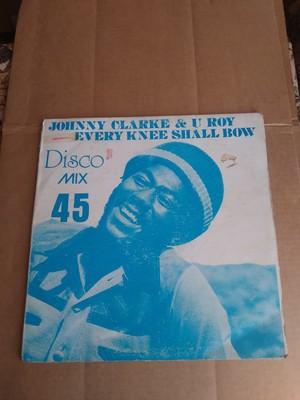 JOHNNY CLARKE & U ROY
EVERY KNEE SHALL BOW
Disco
MIX
45